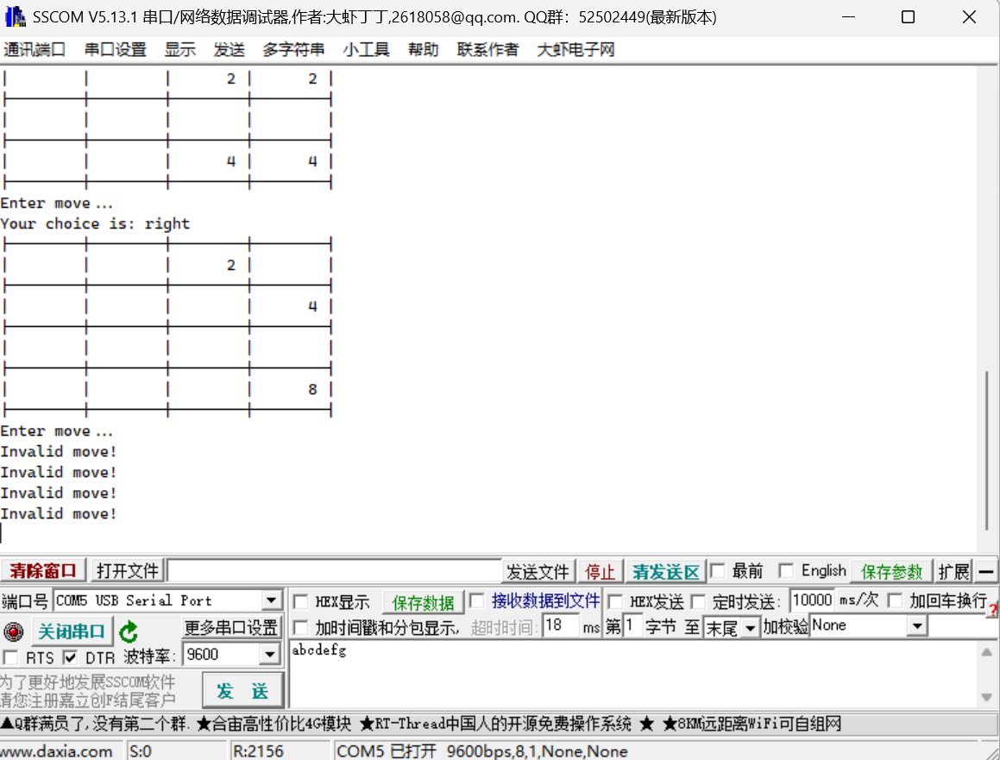 SSCOM V5.13.1 串口/网络数据调试器,作者:大虾丁丁,2618058@qq.com. QQ群: 52502449(最新版本)
通讯端口 串口设置 显示 发送 多字符串 小工具 帮助 联系作者 大虾电子网
2 | 2
4 | 4
Enter move...
Your choice is: right
2
4
8
Enter move...
Invalid move!
Invalid move!
Invalid move!
Invalid move!
清除窗口 打开文件 发送文件 停止 清发送区 最前 English 保存参数 扩展
端口号 COM5 USB Serial Port HEX显示 保存数据 接收数据到文件 HEX发送 定时发送: 10000 ms/次 加回车换行
关闭串口 更多串口设置 加时间戳和分包显示, 超时时间: 18 ms 第1 字节 至 末尾 加校验 None
RTS DTR 波特率: 9600
abcdefg
为了更好地发展SSCOM软件
请您注册嘉立创F结尾客户
发 送
▲Q群满员了,没有第二个群. ★合宙高性价比4G模块 ★RT-Thread中国人的开源免费操作系统 ★ ★8KM远距离WiFi可自组网
www.daxia.com S:0 R:2156 COM5 已打开 9600bps,8,1,None,None